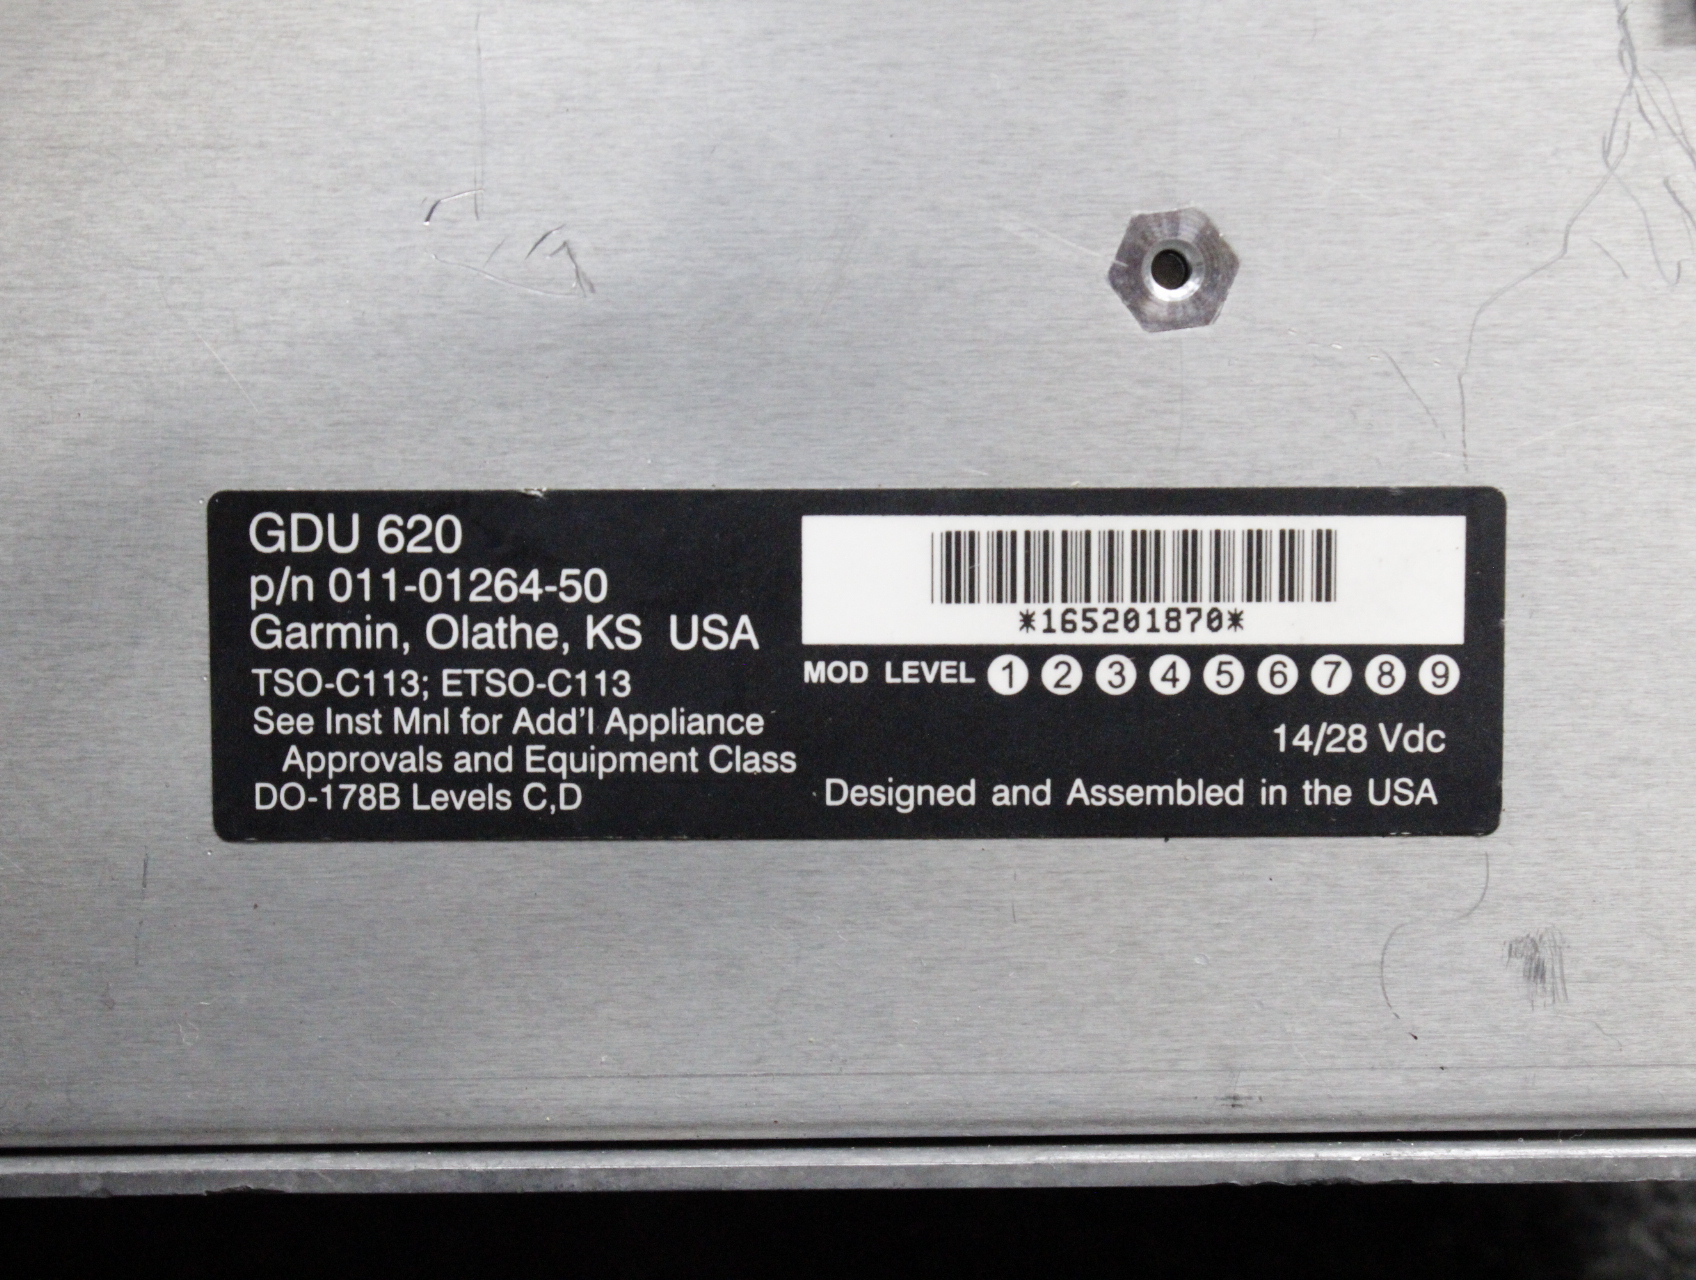 GDU 620
p/n 011-01264-50
Garmin, Olathe, KS USA
TSO-C113; ETSO-C113
See Inst Mnl for Add'l Appliance
Approvals and Equipment Class
DO-178B Levels C,D
*165201870*
MOD LEVEL 1 2 3 4 5 6 7 8 9
14/28 Vdc
Designed and Assembled in the USA